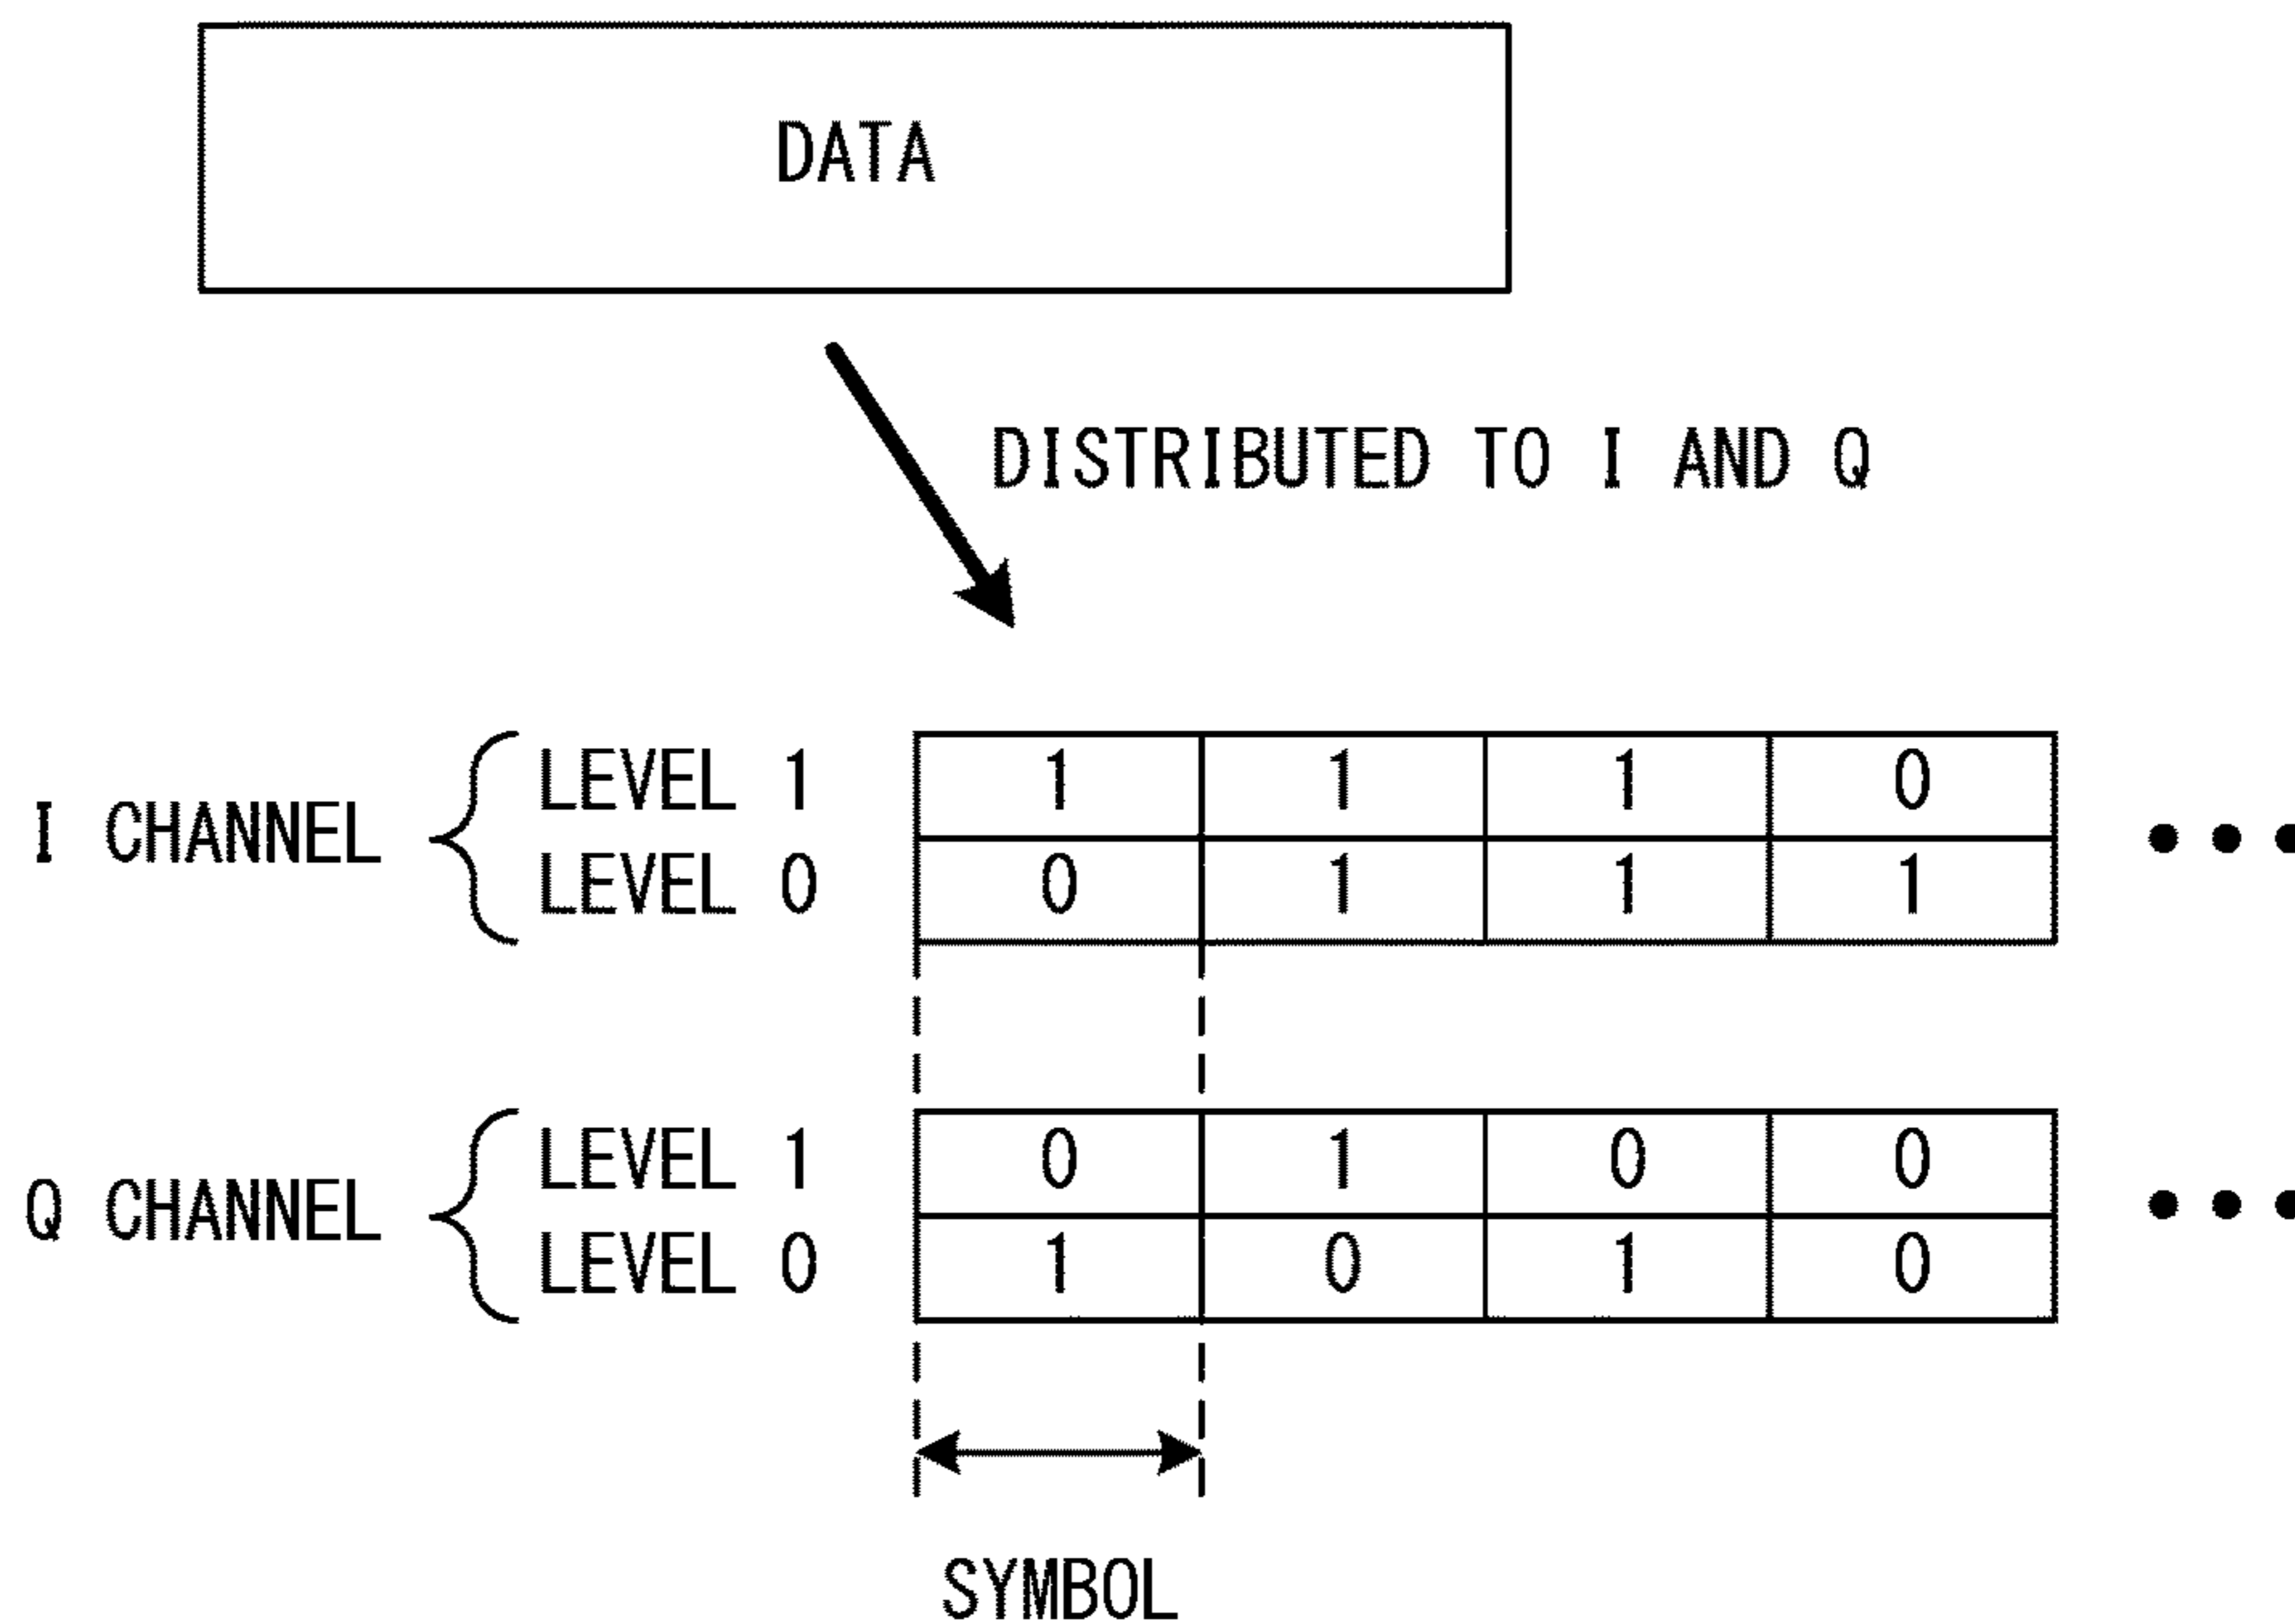 DATA
DISTRIBUTED TO I AND Q
I CHANNEL
LEVEL 1 1 1 1 0
LEVEL 0 0 1 1 1
Q CHANNEL
LEVEL 1 0 1 0 0
LEVEL 0 1 0 1 0
SYMBOL